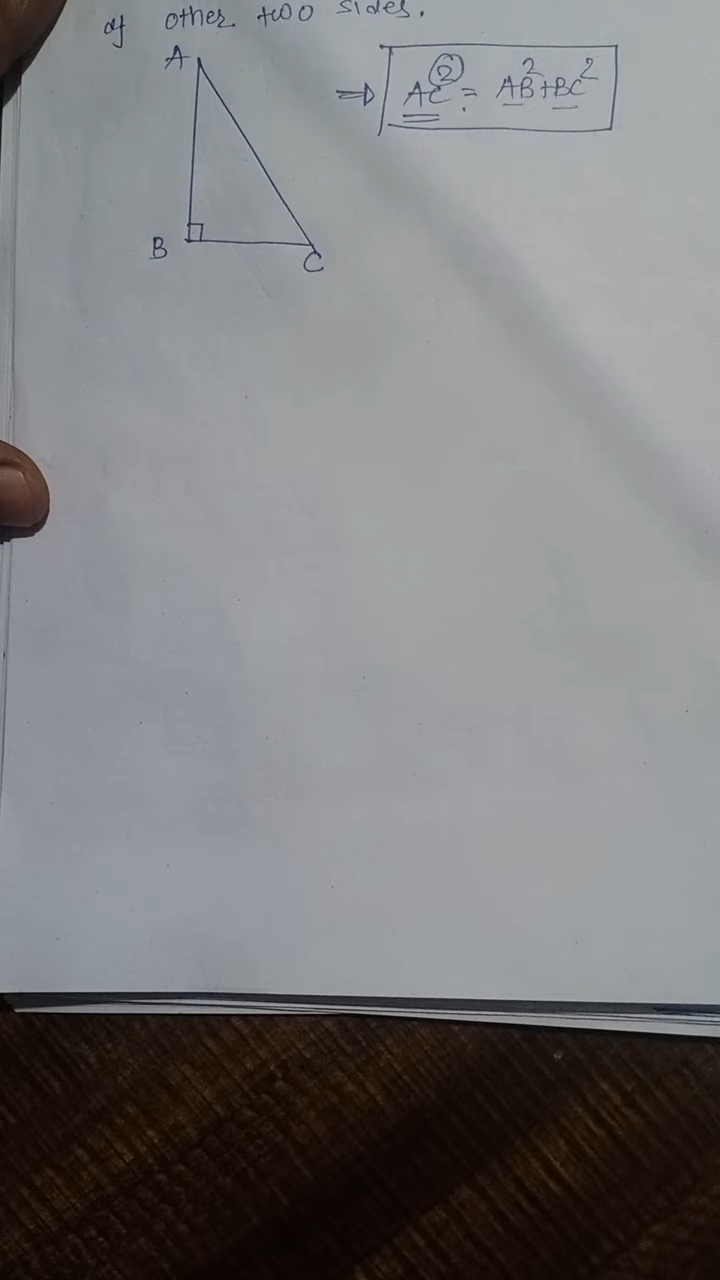 of other two sides.
A
⇒ AC² = AB²+BC²
B
C